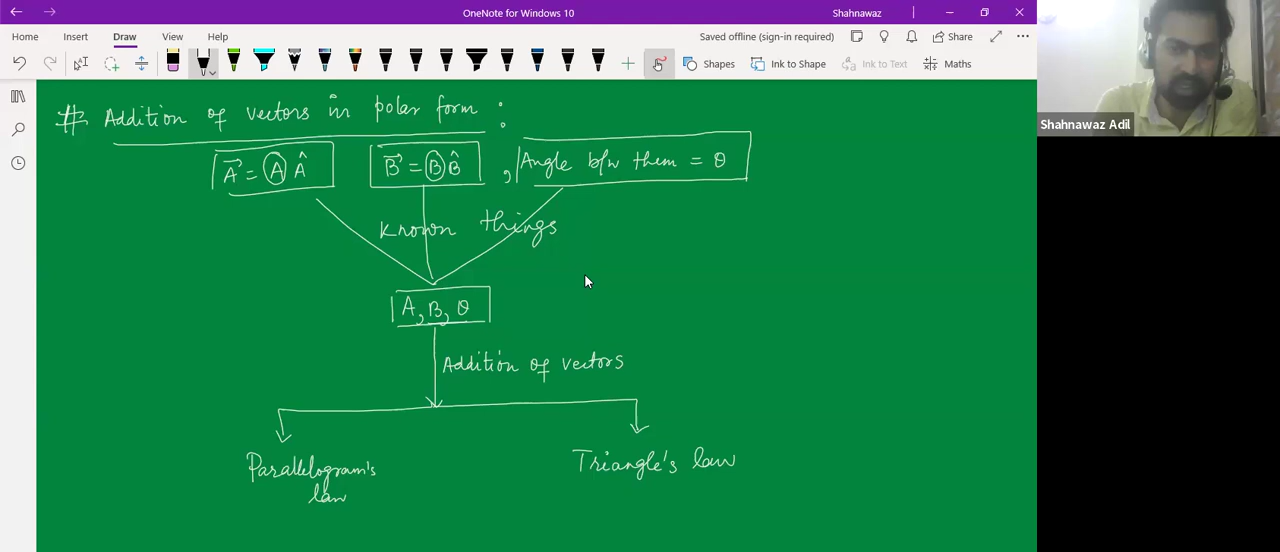 OneNote for Windows 10
Shahnawaz
Home Insert Draw View Help
Saved offline (sign-in required)
Share
Shapes
Ink to Shape
Ink to Text
Maths
# Addition of vectors in polar form :
A⃗ = A Â
B⃗ = B B̂ , Angle b/w them = θ
Known things
A, B, θ
Addition of vectors
Parallelogram's
law
Triangle's law
Shahnawaz Adil